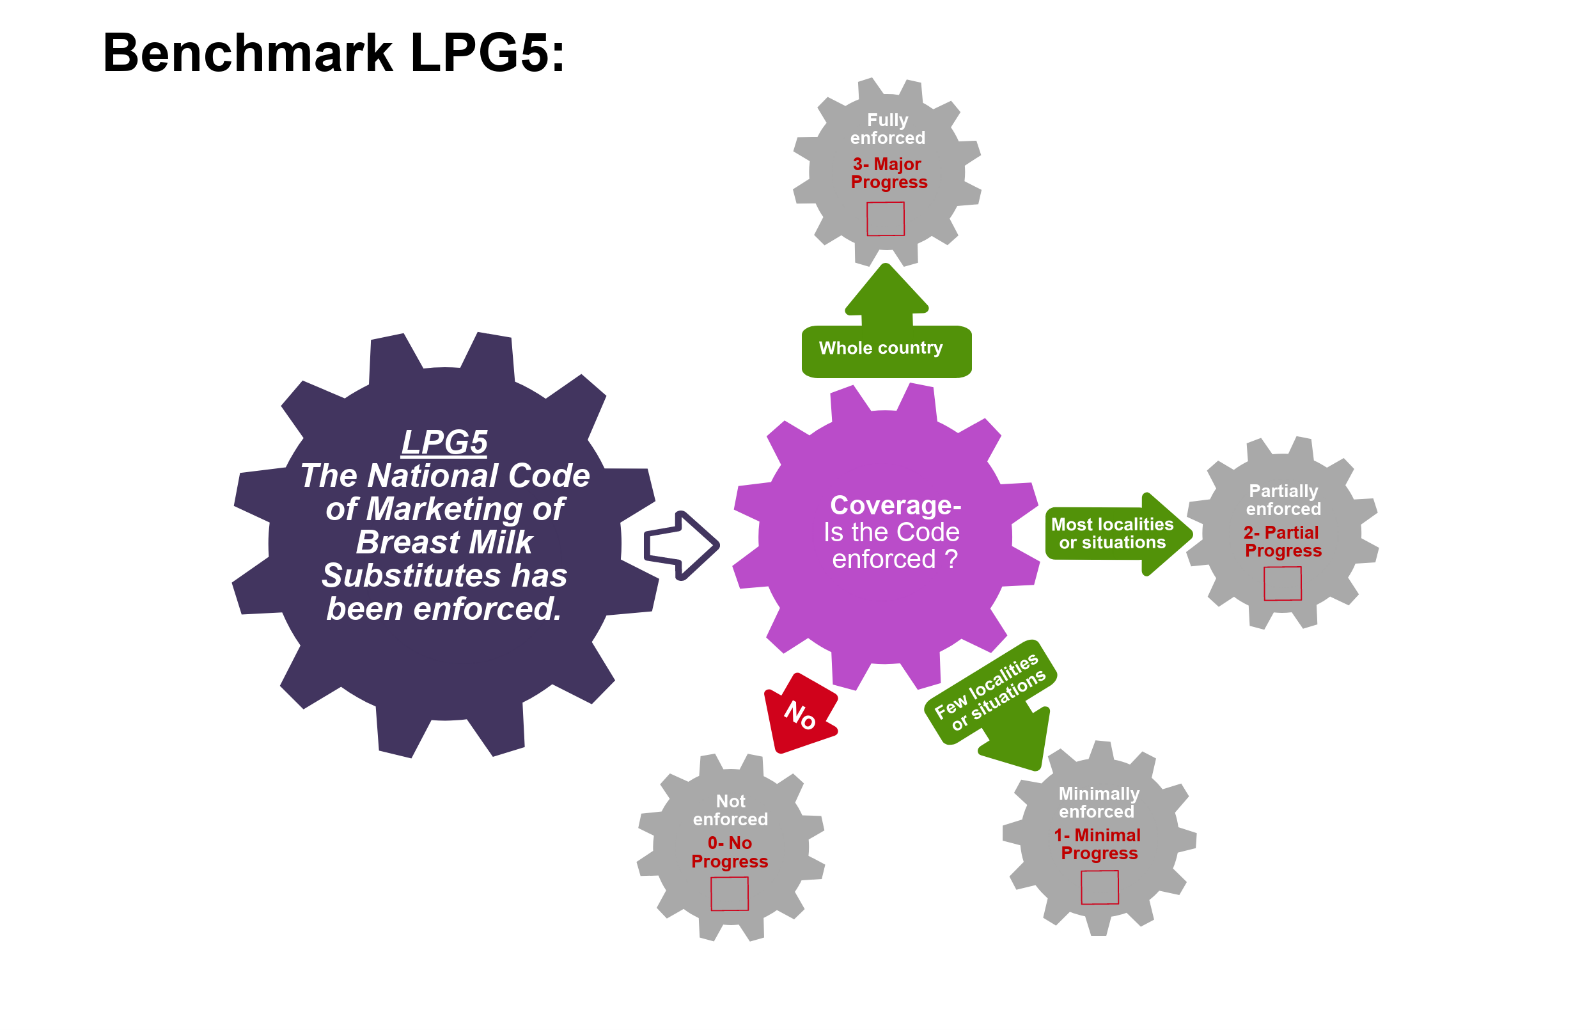 Benchmark LPG5:
Fully
enforced
3- Major
Progress
Whole country
LPG5
The National Code
of Marketing of
Breast Milk
Substitutes has
been enforced.
Coverage-
Is the Code
enforced ?
Most localities
or situations
Partially
enforced
2- Partial
Progress
Few localities
or situations
No
Not
enforced
0- No
Progress
Minimally
enforced
1- Minimal
Progress